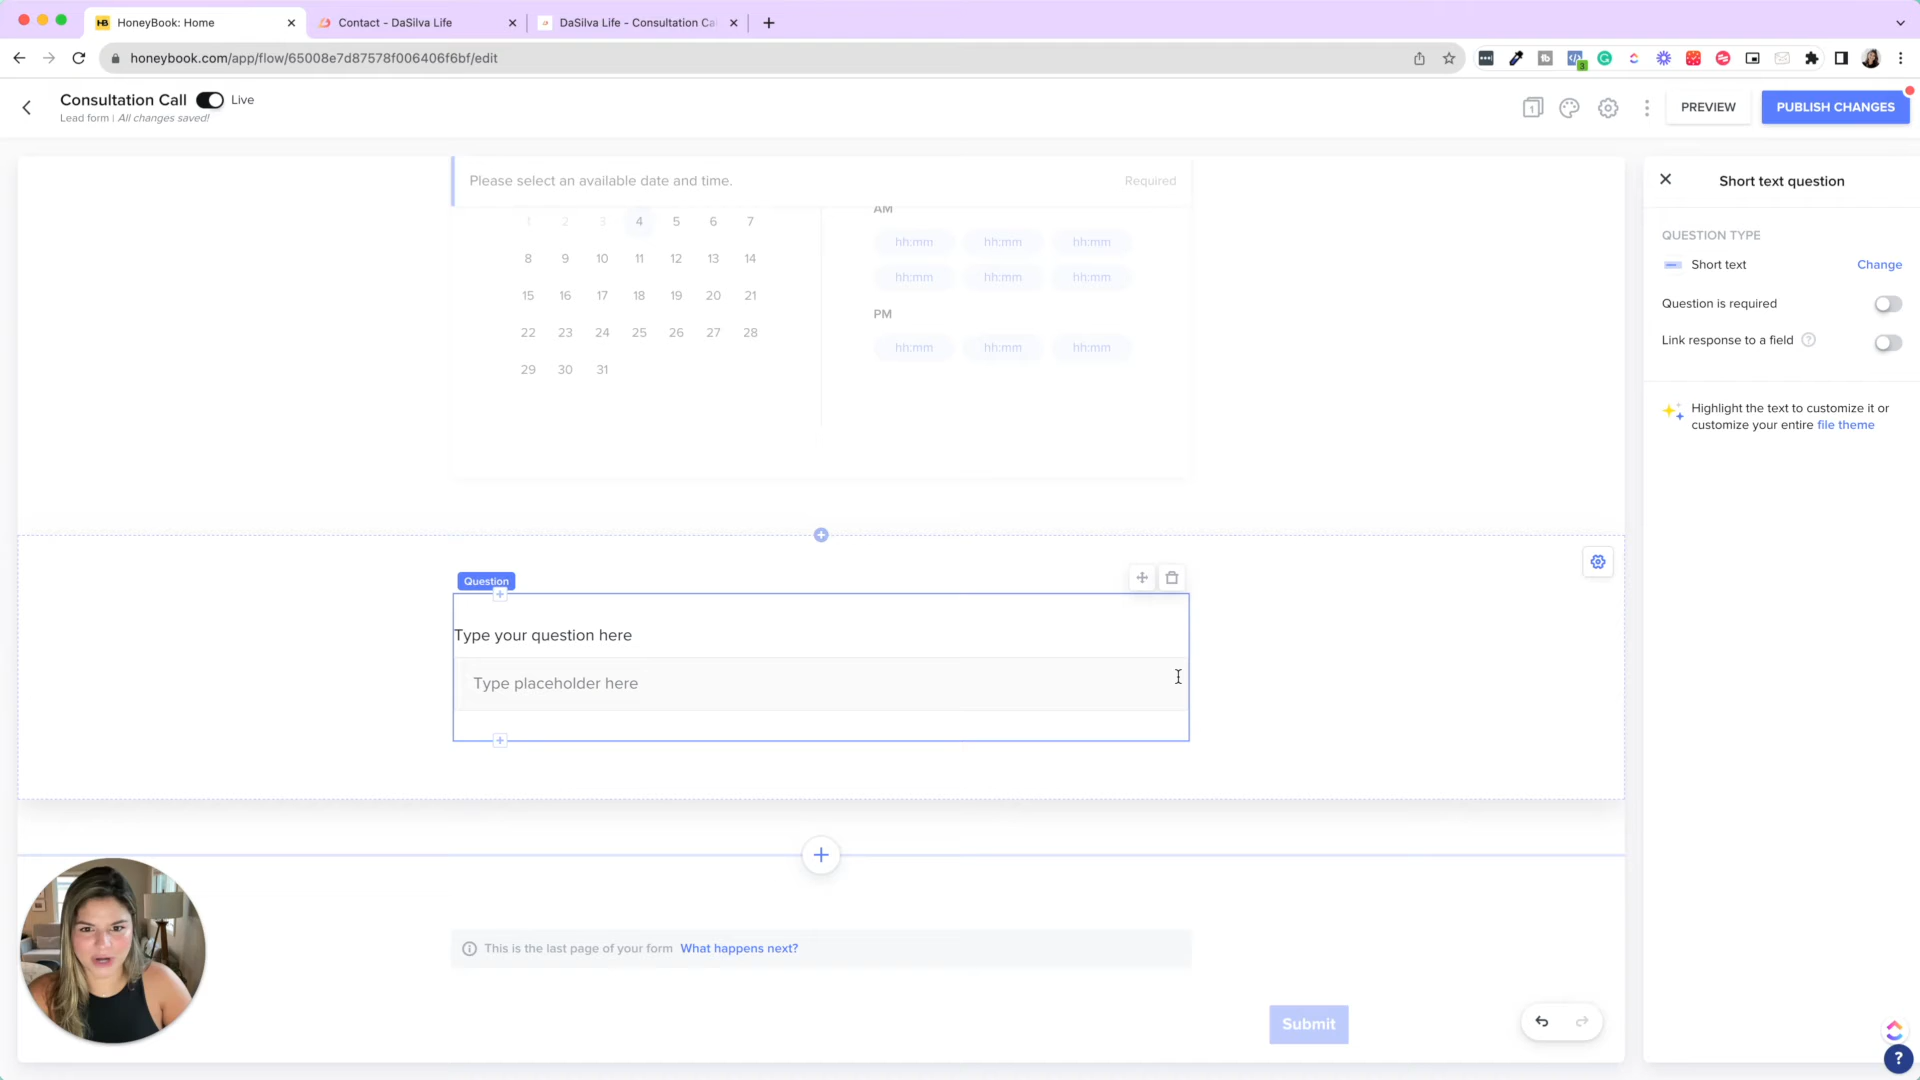 HoneyBook: Home
Contact - DaSilva Life
DaSilva Life - Consultation Ca
honeybook.com/app/flow/65008e7d87578f006406f6bf/edit
3
Consultation Call
Live
Lead form | All changes saved!
1
PREVIEW
PUBLISH CHANGES
Please select an available date and time.
Required
1 2 3 4 5 6 7
8 9 10 11 12 13 14
15 16 17 18 19 20 21
22 23 24 25 26 27 28
29 30 31
AM
hh:mm hh:mm hh:mm
hh:mm hh:mm hh:mm
PM
hh:mm hh:mm hh:mm
Question
Type your question here
Type placeholder here
This is the last page of your form What happens next?
Submit
Short text question
QUESTION TYPE
Short text
Change
Question is required
Link response to a field ?
Highlight the text to customize it or
customize your entire file theme
?